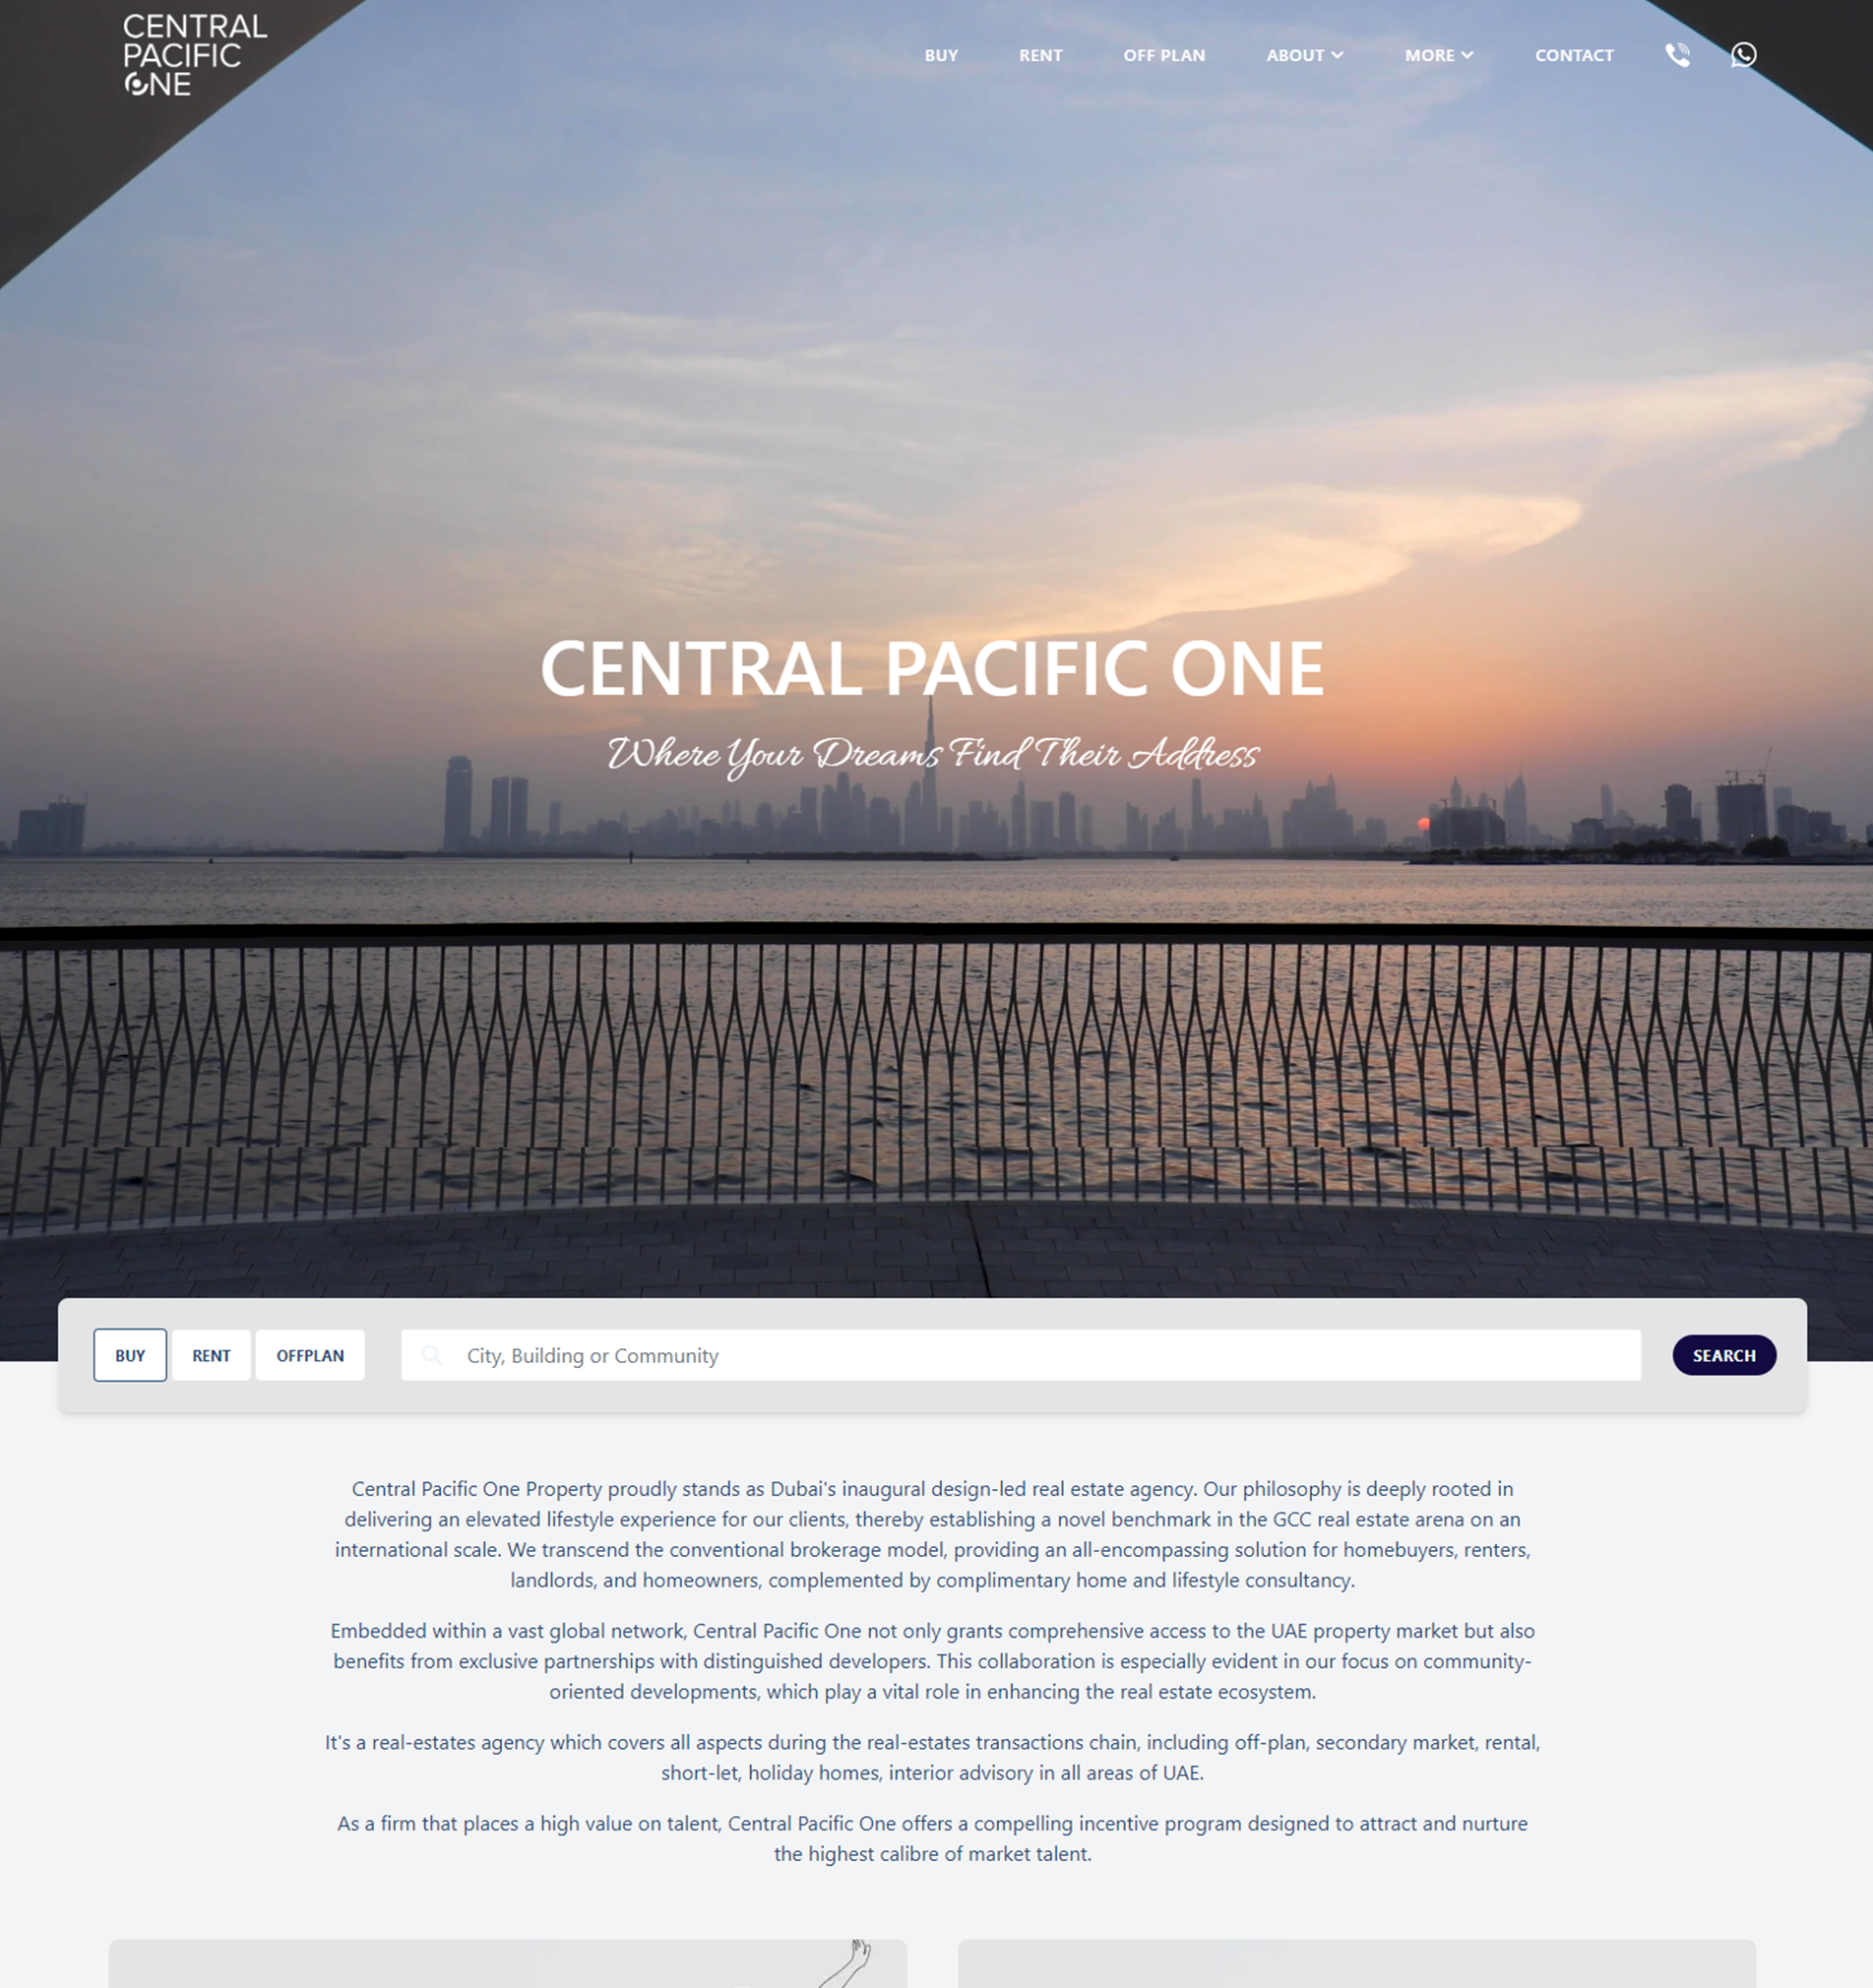 CENTRAL
PACIFIC
ONE
BUY
RENT
OFF PLAN
ABOUT
MORE
CONTACT
CENTRAL PACIFIC ONE
Where Your Dreams Find Their Address
BUY
RENT
OFFPLAN
City, Building or Community
SEARCH
Central Pacific One Property proudly stands as Dubai's inaugural design-led real estate agency. Our philosophy is deeply rooted in
delivering an elevated lifestyle experience for our clients, thereby establishing a novel benchmark in the GCC real estate arena on an
international scale. We transcend the conventional brokerage model, providing an all-encompassing solution for homebuyers, renters,
landlords, and homeowners, complemented by complimentary home and lifestyle consultancy.
Embedded within a vast global network, Central Pacific One not only grants comprehensive access to the UAE property market but also
benefits from exclusive partnerships with distinguished developers. This collaboration is especially evident in our focus on community-
oriented developments, which play a vital role in enhancing the real estate ecosystem.
It's a real-estates agency which covers all aspects during the real-estates transactions chain, including off-plan, secondary market, rental,
short-let, holiday homes, interior advisory in all areas of UAE.
As a firm that places a high value on talent, Central Pacific One offers a compelling incentive program designed to attract and nurture
the highest calibre of market talent.